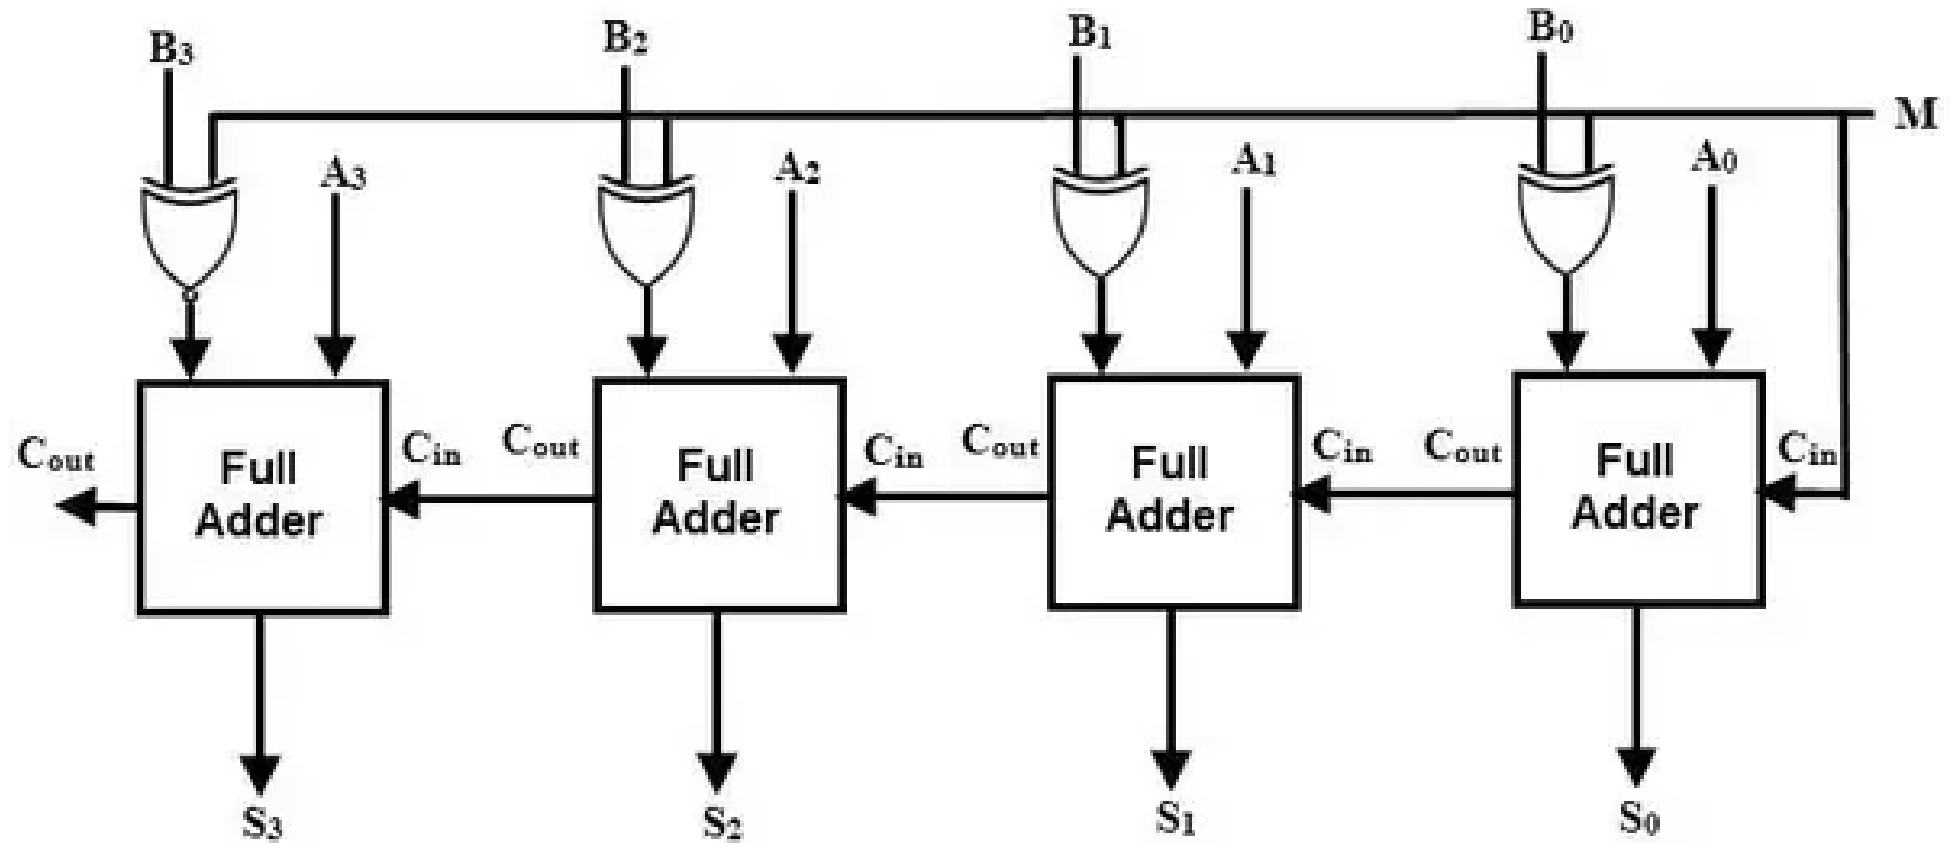 B3 B2 B1 B0
M
A3 A2 A1 A0
Cout Cin Cout Cin Cout Cin Cout Cin
Full Adder
Full Adder
Full Adder
Full Adder
S3 S2 S1 S0